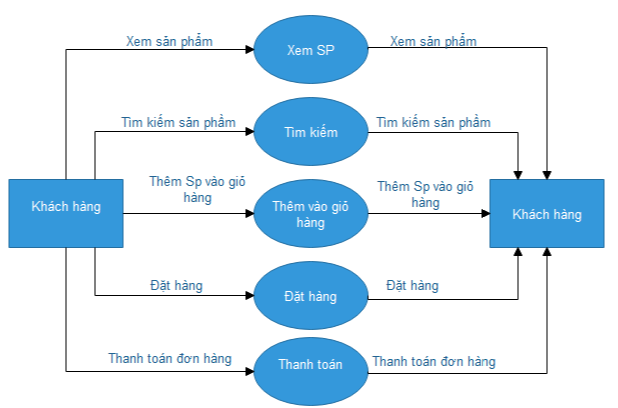 Xem sản phẩm
Xem SP
Xem sản phẩm
Tìm kiếm sản phẩm
Tìm kiếm
Tìm kiếm sản phẩm
Khách hàng
Thêm Sp vào giỏ
hàng
Thêm vào giỏ
hàng
Thêm Sp vào giỏ
hàng
Khách hàng
Đặt hàng
Đặt hàng
Đặt hàng
Thanh toán đơn hàng
Thanh toán
Thanh toán đơn hàng